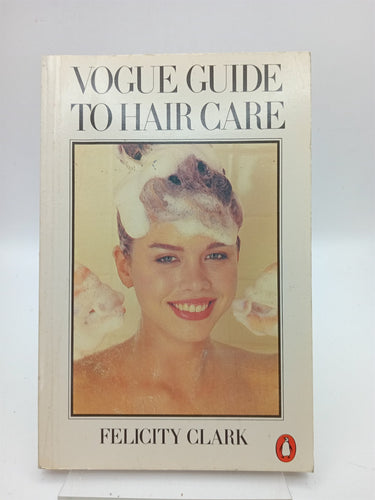 VOGUE GUIDE
TO HAIR CARE
FELICITY CLARK